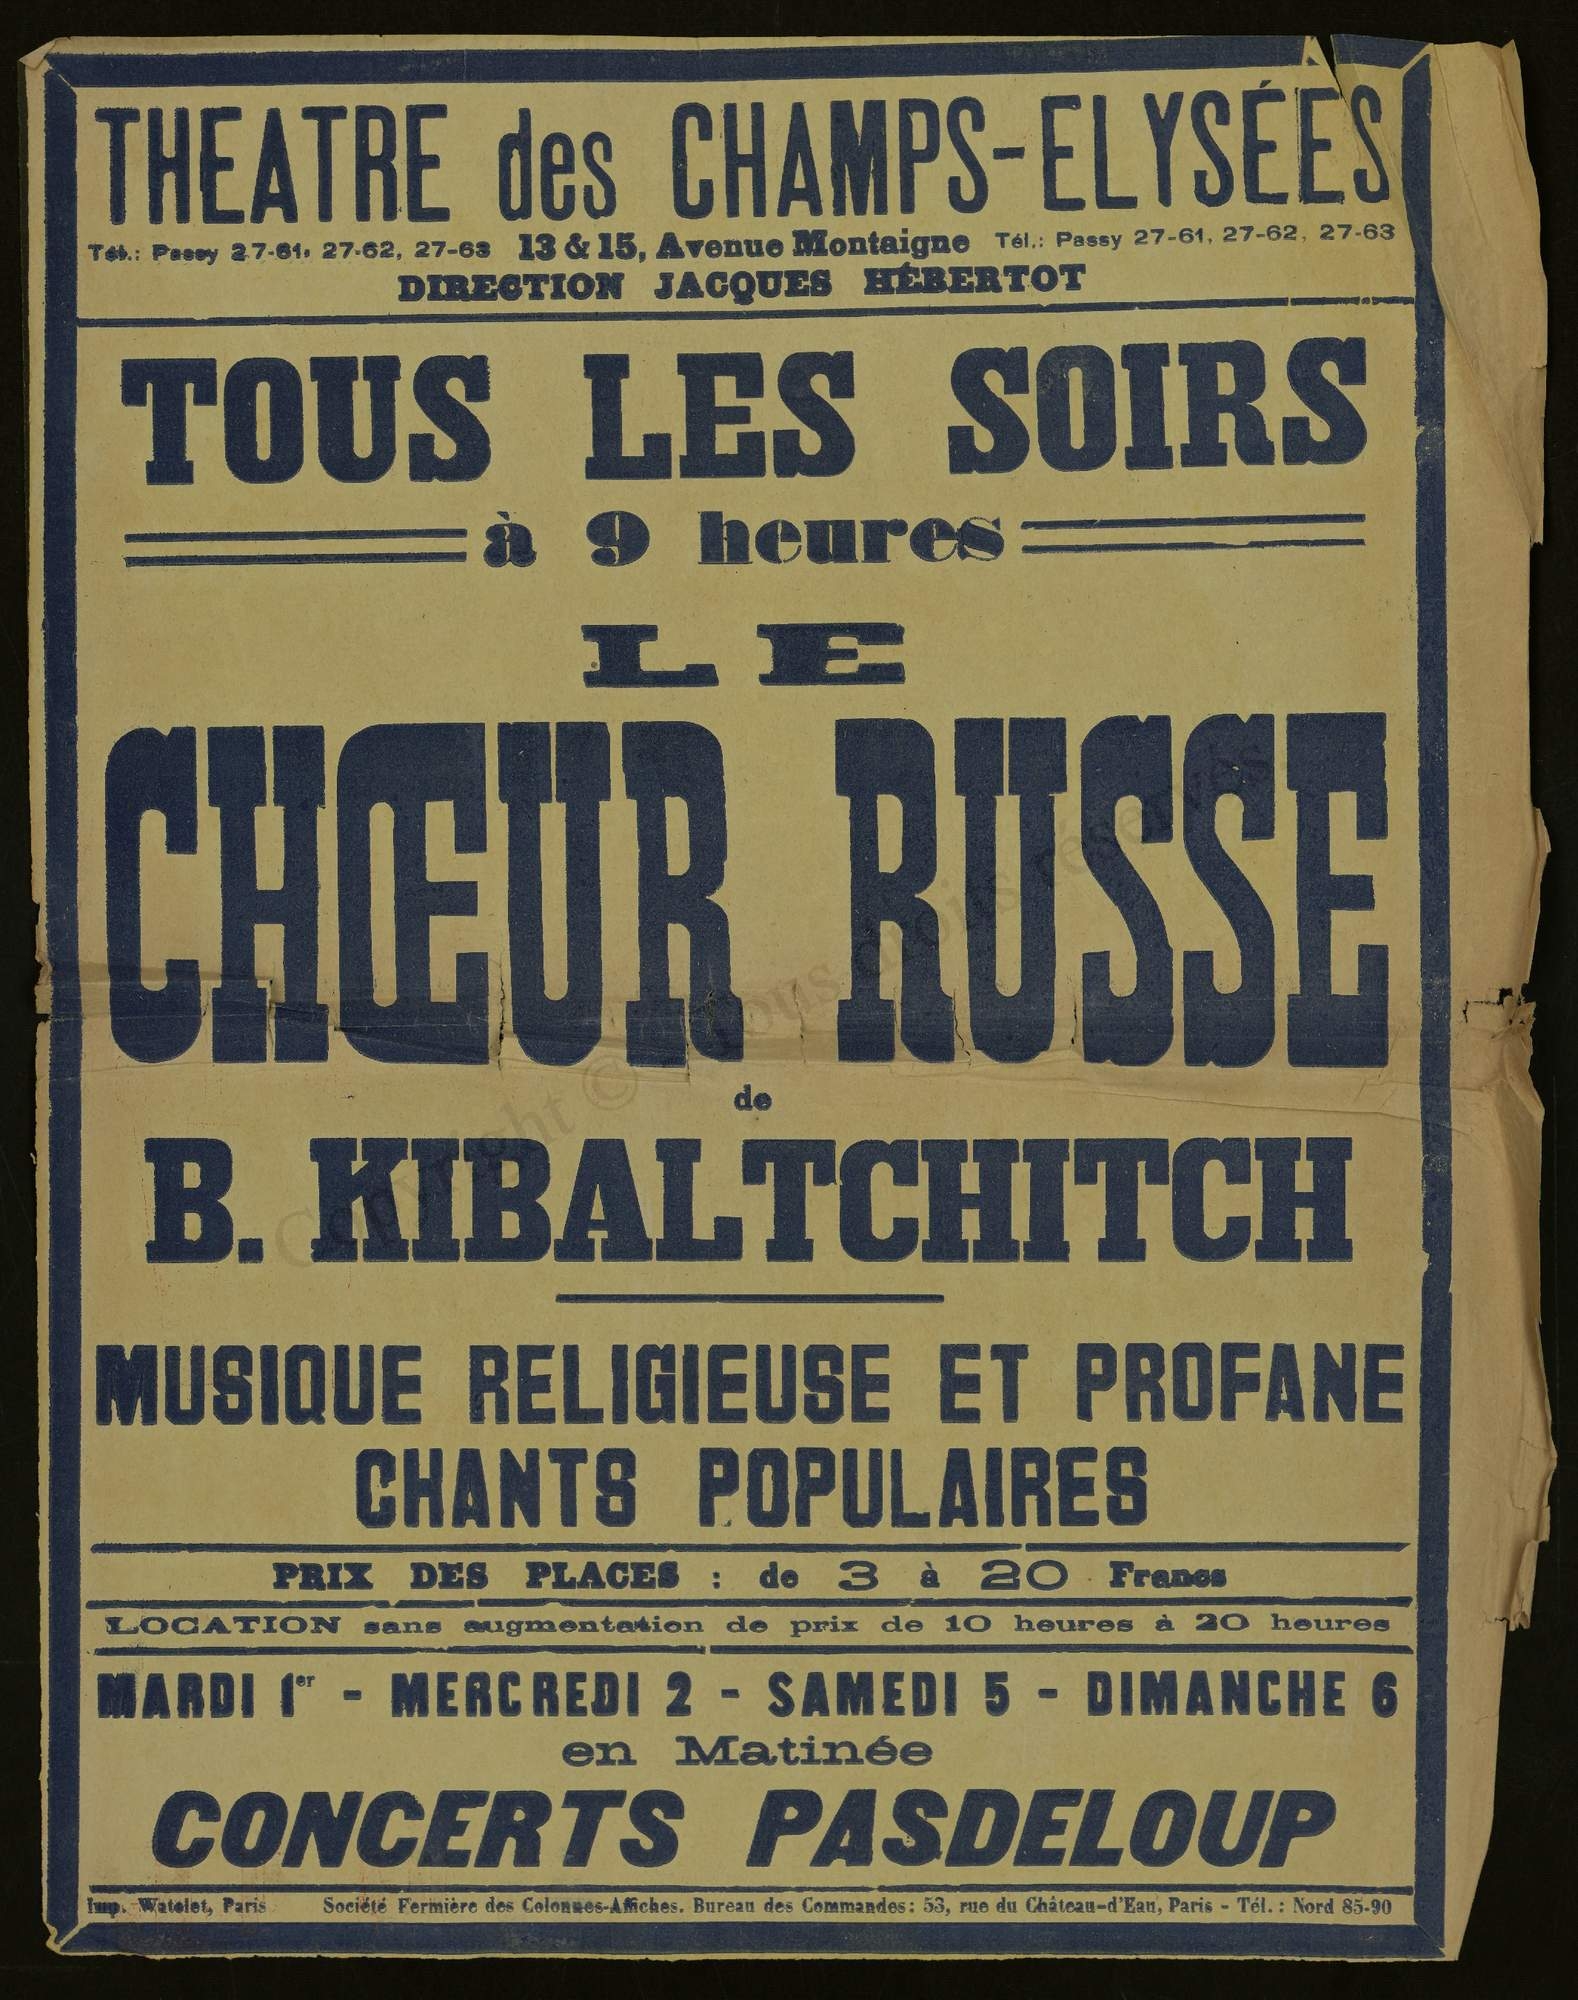 THEATRE des CHAMPS-ELYSÉES
Tél.: Passy 27-61, 27-62, 27-63 13 & 15, Avenue Montaigne Tél.: Passy 27-61, 27-62, 27-63
DIRECTION JACQUES HÉBERTOT
TOUS LES SOIRS
à 9 heures
LE
CHŒUR RUSSE
de
B. KIBALTCHITCH
MUSIQUE RELIGIEUSE ET PROFANE
CHANTS POPULAIRES
PRIX DES PLACES : de 3 à 20 Francs
LOCATION sans augmentation de prix de 10 heures à 20 heures
MARDI 1er - MERCREDI 2 - SAMEDI 5 - DIMANCHE 6
en Matinée
CONCERTS PASDELOUP
Imp. Watelet, Paris Société Fermière des Colonnes-Affiches. Bureau des Commandes: 53, rue du Château-d'Eau, Paris - Tél.: Nord 85-90
Copyright © Tous droits réservés